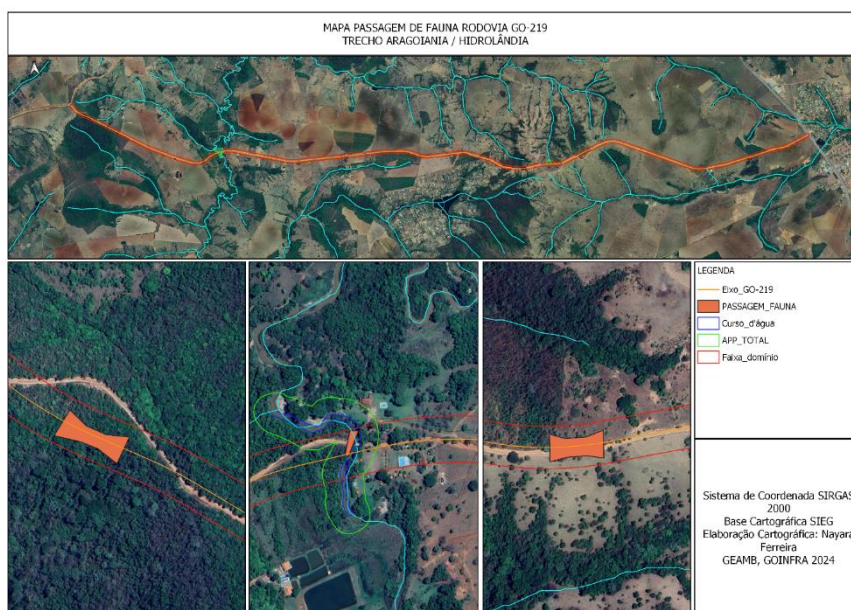 MAPA PASSAGEM DE FAUNA RODOVIA GO-219
TRECHO ARAGOIANIA / HIDROLÂNDIA
LEGENDA
Eixo_GO-219
PASSAGEM_FAUNA
Curso_d'água
APP_TOTAL
Faixa_domínio
Sistema de Coordenada SIRGAS
2000
Base Cartográfica SIEG
Elaboração Cartográfica: Nayara
Ferreira
GEAMB, GOINFRA 2024